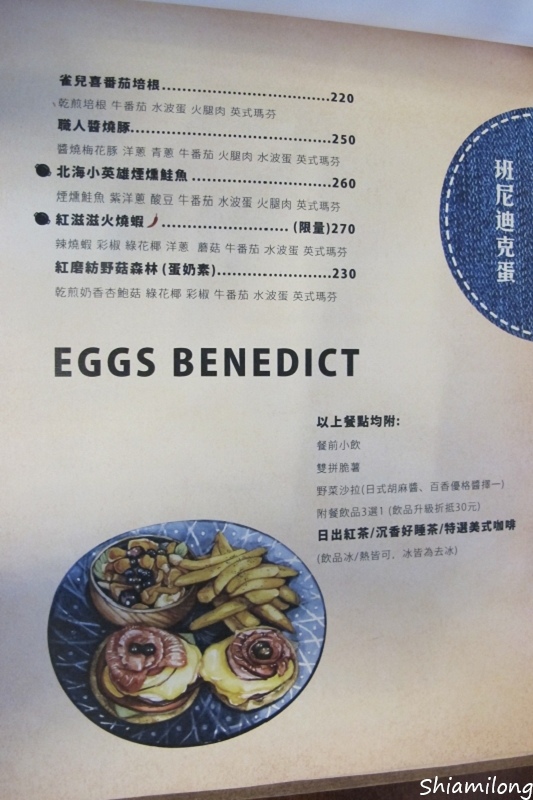 雀兒喜番茄培根..................................220
乾煎培根 牛番茄 水波蛋 火腿肉 英式瑪芬
職人醬燒豚........................................250
醬燒梅花豚 洋蔥 青蔥 牛番茄 火腿肉 水波蛋 英式瑪芬
北海小英雄煙燻鮭魚............................260
煙燻鮭魚 紫洋蔥 酸豆 牛番茄 水波蛋 火腿肉 英式瑪芬
紅滋滋火燒蝦.......................... (限量)270
辣燒蝦 彩椒 綠花椰 洋蔥 蘑菇 牛番茄 水波蛋 英式瑪芬
紅磨紡野菇森林 (蛋奶素).......................230
乾煎奶香杏鮑菇 綠花椰 彩椒 牛番茄 水波蛋 英式瑪芬
班尼迪克蛋
EGGS BENEDICT
以上餐點均附:
餐前小飲
雙拼脆薯
野菜沙拉(日式胡麻醬、百香優格醬擇一)
附餐飲品3選1 (飲品升級折抵30元)
日出紅茶/沉香好睡茶/特選美式咖啡
(飲品冰/熱皆可、冰皆為去冰)
Shiamilong